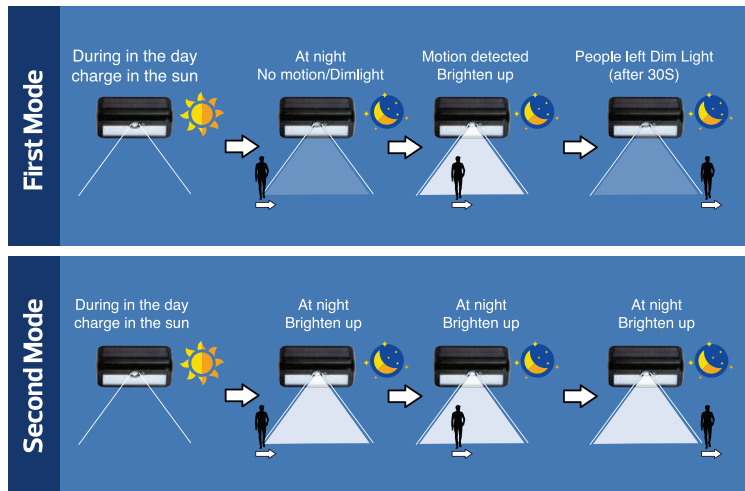 First Mode
During in the day
charge in the sun
At night
No motion/Dimlight
Motion detected
Brighten up
People left Dim Light
(after 30S)
Second Mode
During in the day
charge in the sun
At night
Brighten up
At night
Brighten up
At night
Brighten up